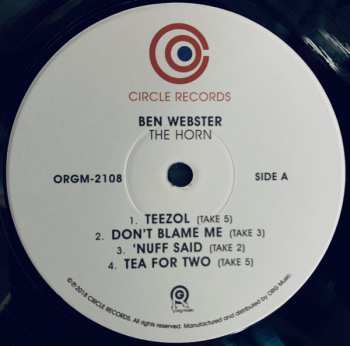 CIRCLE RECORDS
BEN WEBSTER
THE HORN
ORGM-2108 SIDE A
1. TEEZOL (TAKE 5)
2. DON'T BLAME ME (TAKE 3)
3. 'NUFF SAID (TAKE 2)
4. TEA FOR TWO (TAKE 5)
℗©2018 CIRCLE RECORDS. All rights reserved. Manufactured and distributed by ORG Music.